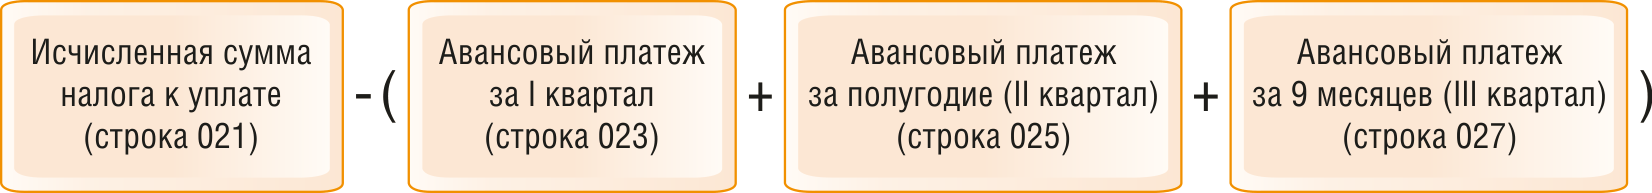 Исчисленная сумма
налога к уплате
(строка 021)
- (
Авансовый платеж
за I квартал
(строка 023)
+
Авансовый платеж
за полугодие (II квартал)
(строка 025)
+
Авансовый платеж
за 9 месяцев (III квартал)
(строка 027)
)